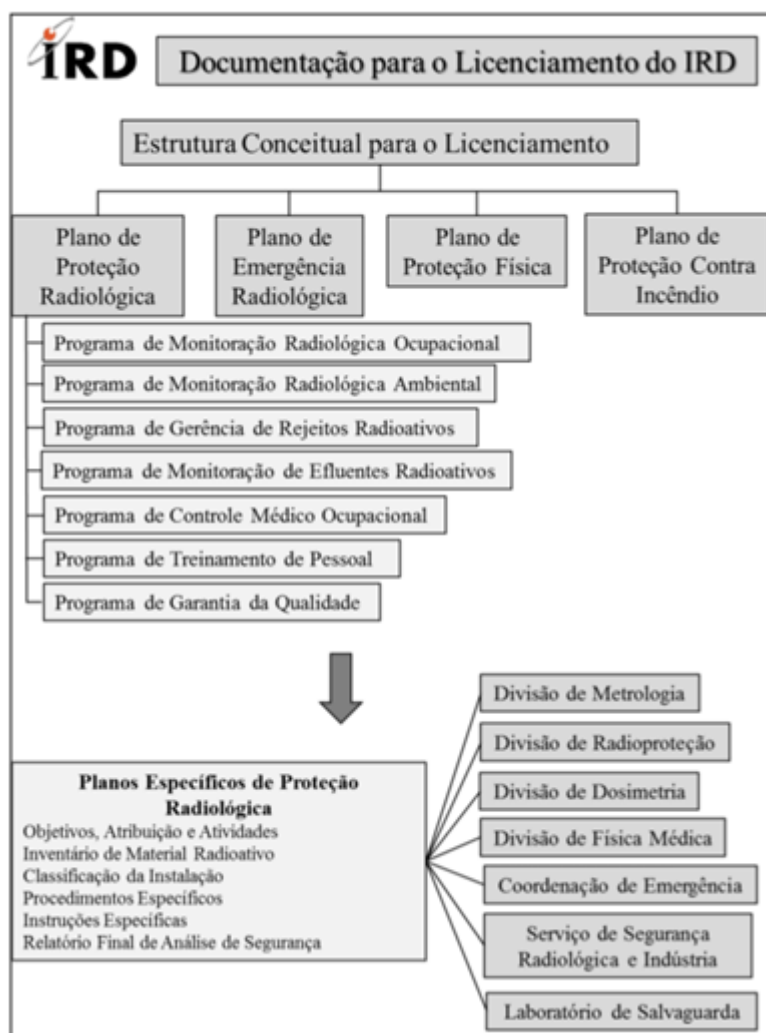 IRD
Documentação para o Licenciamento do IRD
Estrutura Conceitual para o Licenciamento
Plano de
Proteção
Radiológica
Plano de
Emergência
Radiológica
Plano de
Proteção Física
Plano de
Proteção Contra
Incêndio
Programa de Monitoração Radiológica Ocupacional
Programa de Monitoração Radiológica Ambiental
Programa de Gerência de Rejeitos Radioativos
Programa de Monitoração de Efluentes Radioativos
Programa de Controle Médico Ocupacional
Programa de Treinamento de Pessoal
Programa de Garantia da Qualidade
Planos Específicos de Proteção
Radiológica
Objetivos, Atribuição e Atividades
Inventário de Material Radioativo
Classificação da Instalação
Procedimentos Específicos
Instruções Específicas
Relatório Final de Análise de Segurança
Divisão de Metrologia
Divisão de Radioproteção
Divisão de Dosimetria
Divisão de Física Médica
Coordenação de Emergência
Serviço de Segurança
Radiológica e Indústria
Laboratório de Salvaguarda